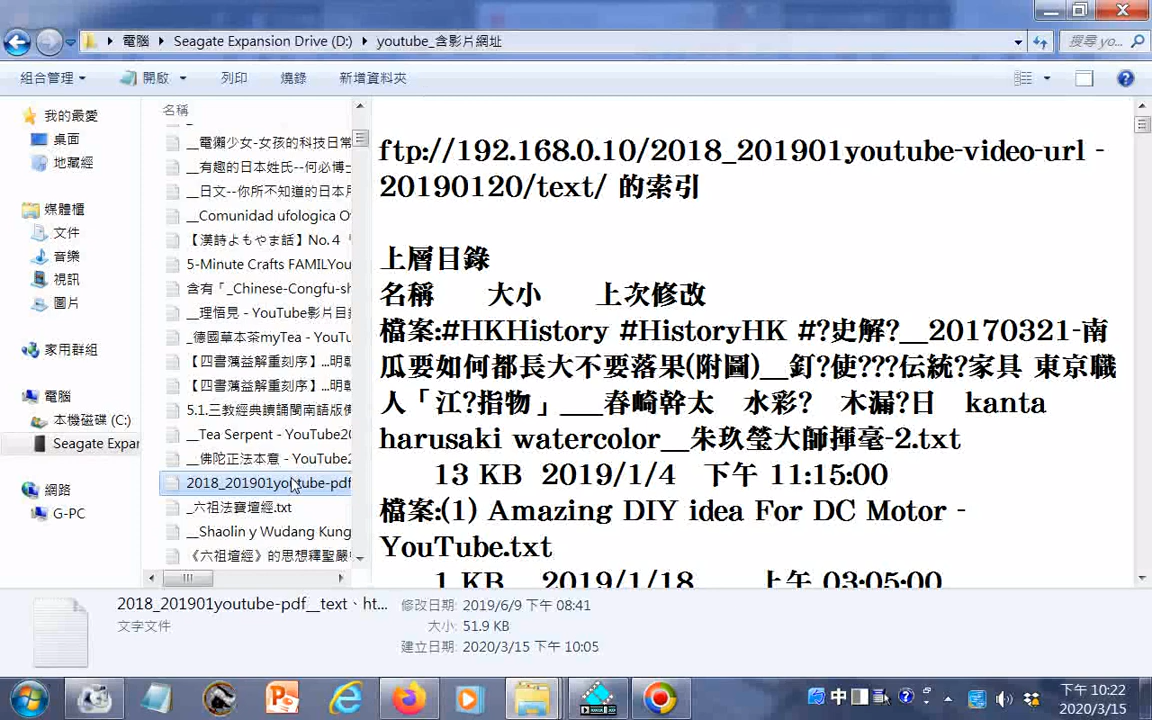 電腦 Seagate Expansion Drive (D:) youtube_含影片網址
搜尋 yo...
組合管理 開啟 列印 燒錄 新增資料夾
我的最愛
桌面
地藏經
媒體櫃
文件
音樂
視訊
圖片
家用群組
電腦
本機磁碟 (C:)
Seagate Expar
網路
G-PC
名稱
__電獺少女-女孩的科技日常
__有趣的日本姓氏--何必博士
__日文--你所不知道的日本月
__Comunidad ufologica O
【漢詩よもやま話】No.4「
5-Minute Crafts FAMILYou
含有「_Chinese-Congfu-sh
__理悟見 - YouTube影片目錄
_德國草本茶myTea - YouTu
【四書蕅益解重刻序】...明朝
【四書蕅益解重刻序】...明朝
5.1.三教經典讀誦閩南語版佛
__Tea Serpent - YouTube20
__佛陀正法本意 - YouTube2
2018_201901youtube-pdf
_六祖法寶壇經.txt
__Shaolin y Wudang Kung
《六祖壇經》的思想釋聖嚴
ftp://192.168.0.10/2018_201901youtube-video-url -
20190120/text/ 的索引
上層目錄
名稱 大小 上次修改
檔案:#HKHistory #HistoryHK #?史解?__20170321-南
瓜要如何都長大不要落果(附圖)__釘?使???伝統?家具 東京職
人「江?指物」___春崎幹太 水彩? 木漏?日 kanta
harusaki watercolor__朱玖瑩大師揮毫-2.txt
13 KB 2019/1/4 下午 11:15:00
檔案:(1) Amazing DIY idea For DC Motor -
YouTube.txt
1 KB 2019/1/18 上午 03:05:00
2018_201901youtube-pdf__text、ht...
文字文件
修改日期: 2019/6/9 下午 08:41
大小: 51.9 KB
建立日期: 2020/3/15 下午 10:05
中
下午 10:22
2020/3/15